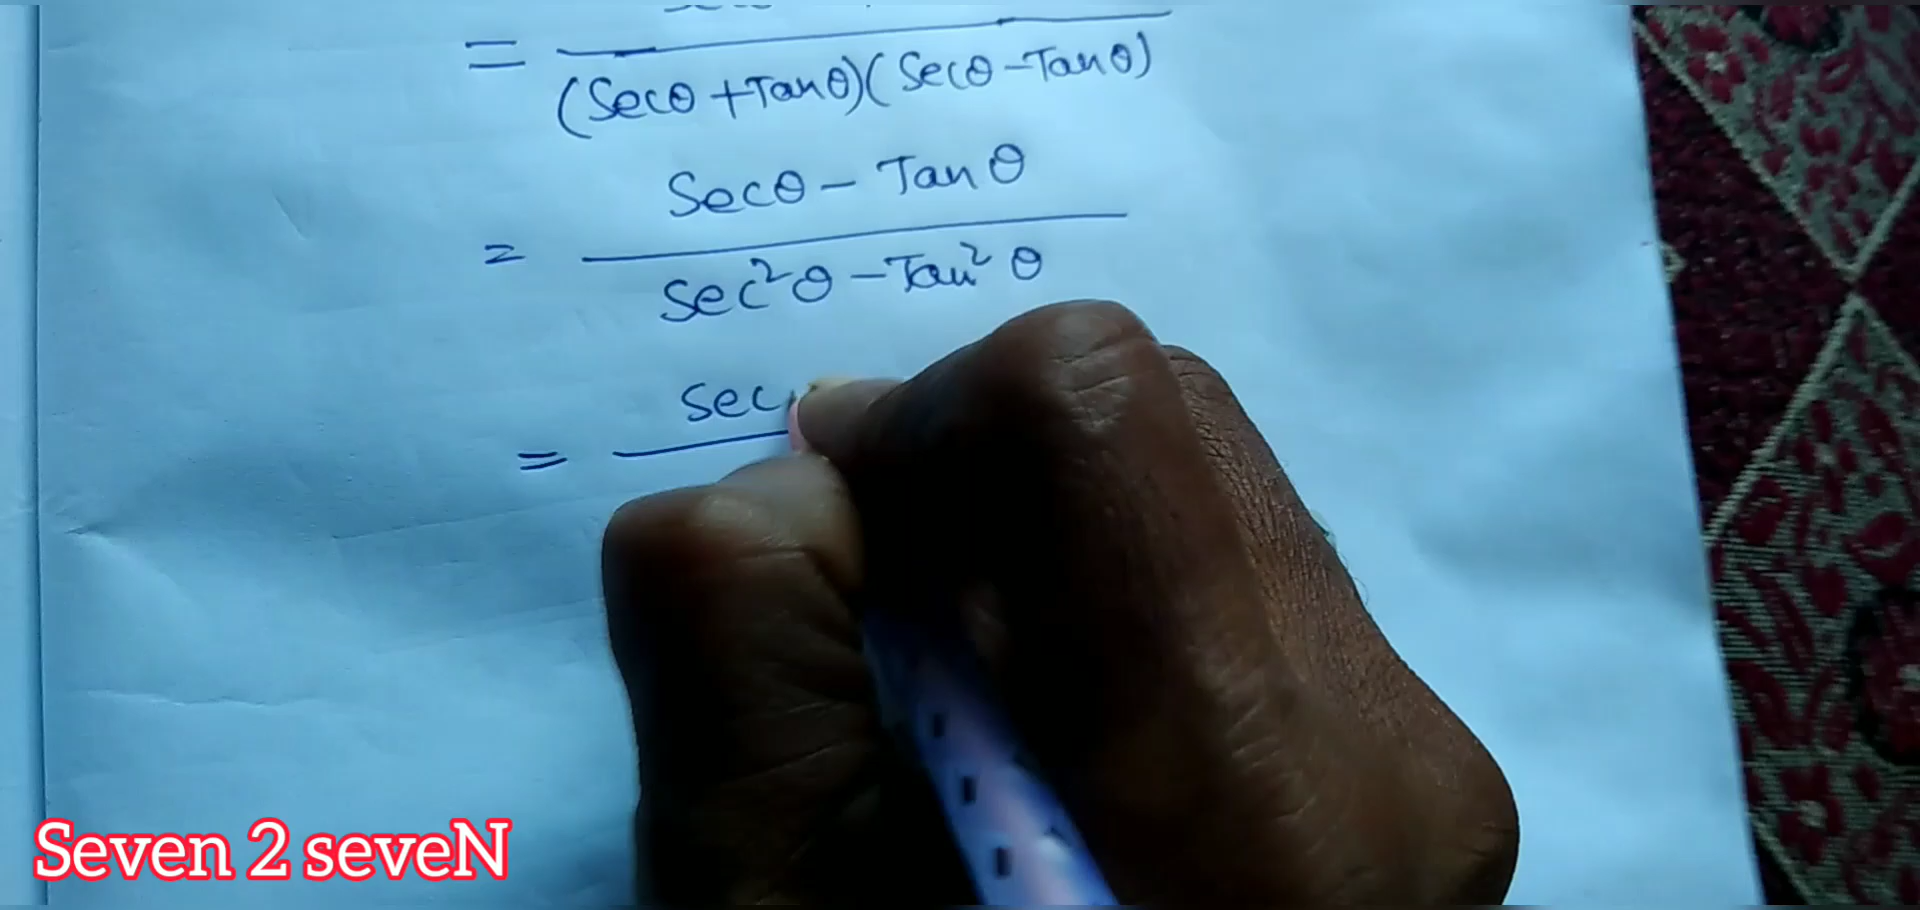 =
(Secθ +Tanθ)(Secθ -Tanθ)
Secθ - Tanθ
=
Sec²θ -Tan²θ
sec
=
Seven 2 seveN